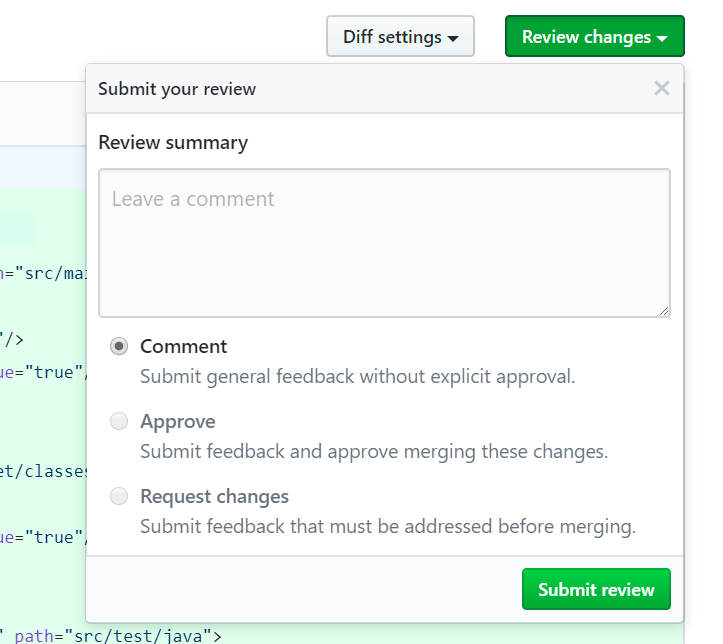 Diff settings
Review changes
Submit your review
Review summary
Leave a comment
="src/mai
"/>
ue="true"/
Comment
Submit general feedback without explicit approval.
Approve
Submit feedback and approve merging these changes.
et/classes
Request changes
Submit feedback that must be addressed before merging.
ue="true"/
Submit review
" path="src/test/java">